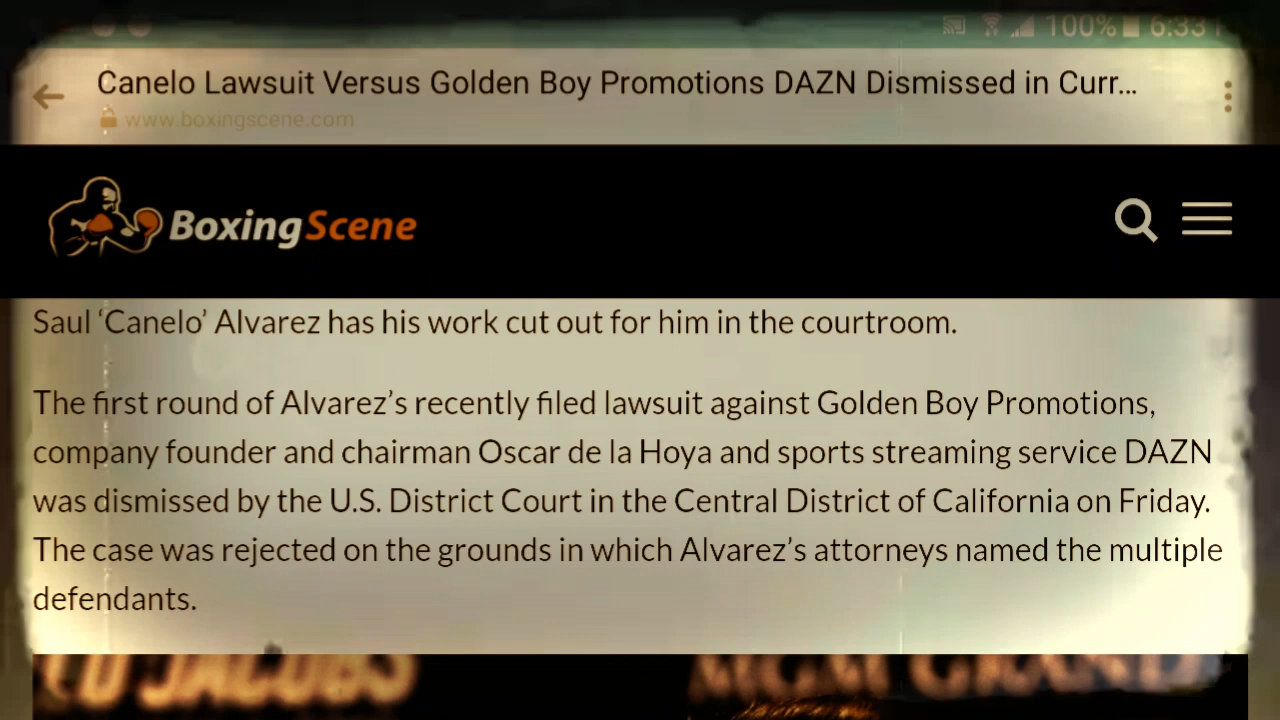 100% 6:33
Canelo Lawsuit Versus Golden Boy Promotions DAZN Dismissed in Curr...
www.boxingscene.com
BoxingScene
Saul ‘Canelo’ Alvarez has his work cut out for him in the courtroom.
The first round of Alvarez’s recently filed lawsuit against Golden Boy Promotions,
company founder and chairman Oscar de la Hoya and sports streaming service DAZN
was dismissed by the U.S. District Court in the Central District of California on Friday.
The case was rejected on the grounds in which Alvarez’s attorneys named the multiple
defendants.
JACOBS MGM GRAND